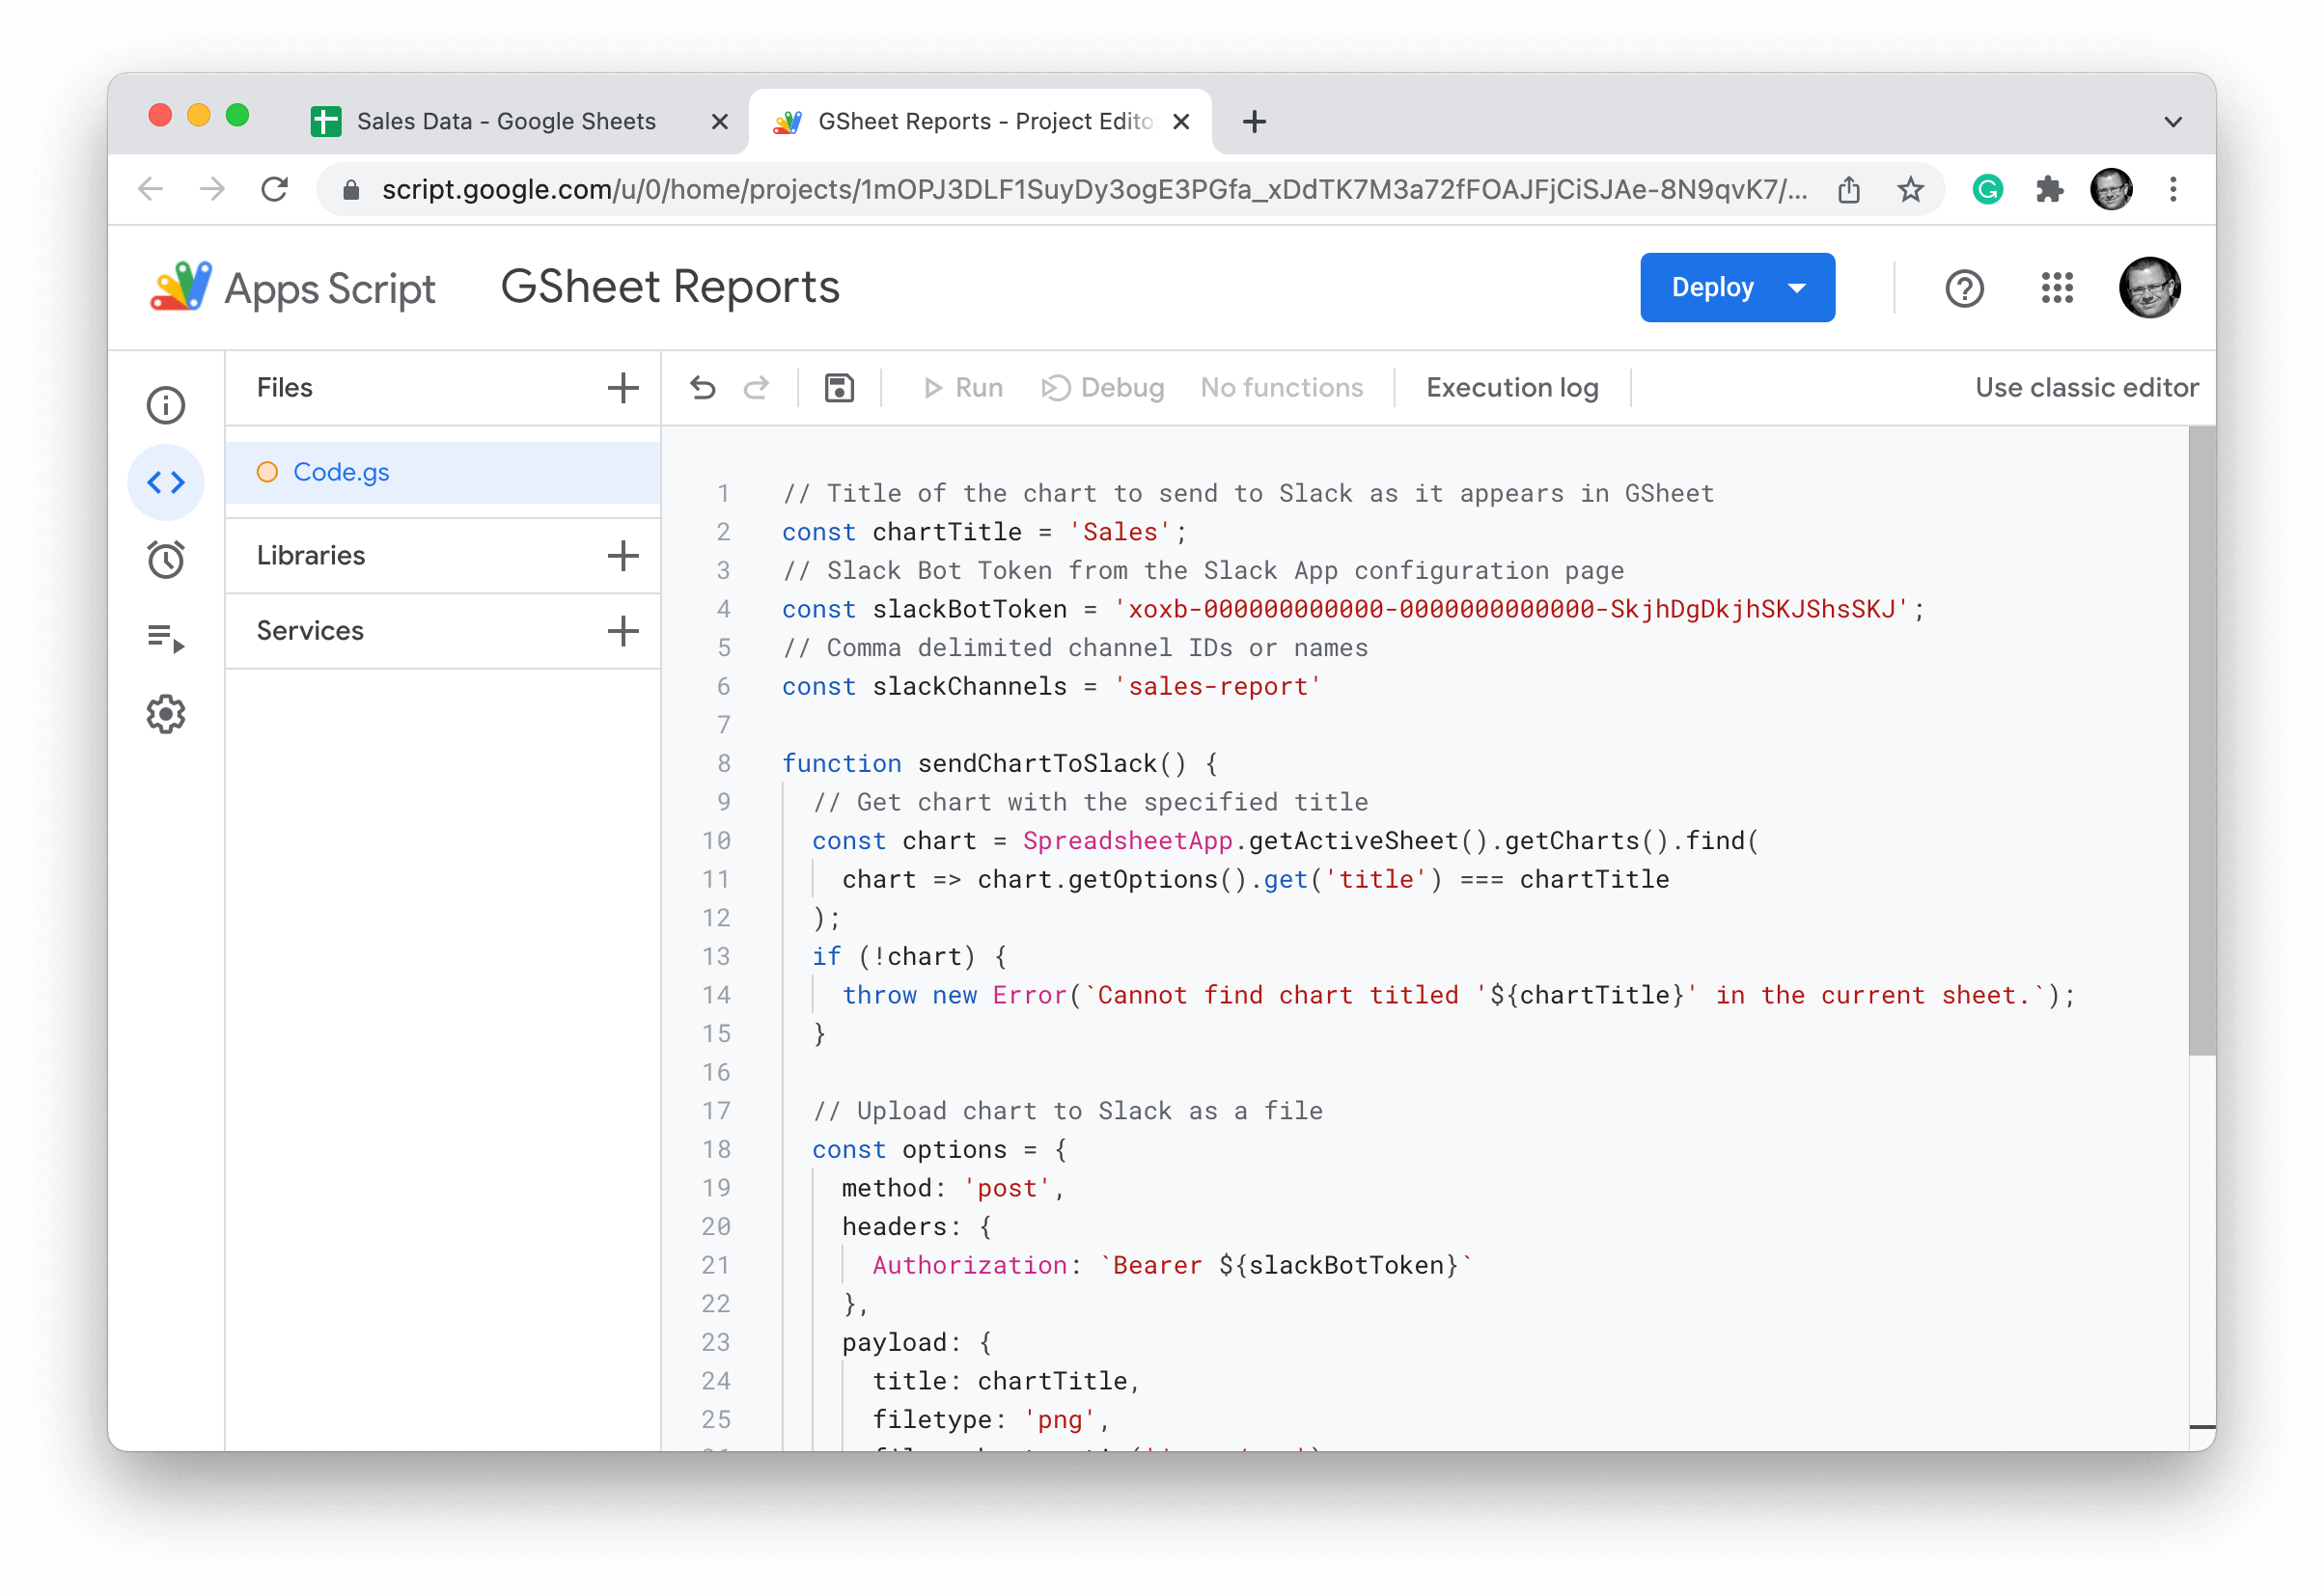 Sales Data - Google Sheets
GSheet Reports - Project Edito
script.google.com/u/0/home/projects/1mOPJ3DLF1SuyDy3ogE3PGfa_xDdTK7M3a72fFOAJFjCiSJAe-8N9qvK7/...
Apps Script
GSheet Reports
Deploy
Files
Run
Debug
No functions
Execution log
Use classic editor
Code.gs
Libraries
Services
1 // Title of the chart to send to Slack as it appears in GSheet
2 const chartTitle = 'Sales';
3 // Slack Bot Token from the Slack App configuration page
4 const slackBotToken = 'xoxb-000000000000-0000000000000-SkjhDgDkjhSKJShsSKJ';
5 // Comma delimited channel IDs or names
6 const slackChannels = 'sales-report'
7
8 function sendChartToSlack() {
9 // Get chart with the specified title
10 const chart = SpreadsheetApp.getActiveSheet().getCharts().find(
11 chart => chart.getOptions().get('title') === chartTitle
12 );
13 if (!chart) {
14 throw new Error(`Cannot find chart titled '${chartTitle}' in the current sheet.`);
15 }
16
17 // Upload chart to Slack as a file
18 const options = {
19 method: 'post',
20 headers: {
21 Authorization: `Bearer ${slackBotToken}`
22 },
23 payload: {
24 title: chartTitle,
25 filetype: 'png',